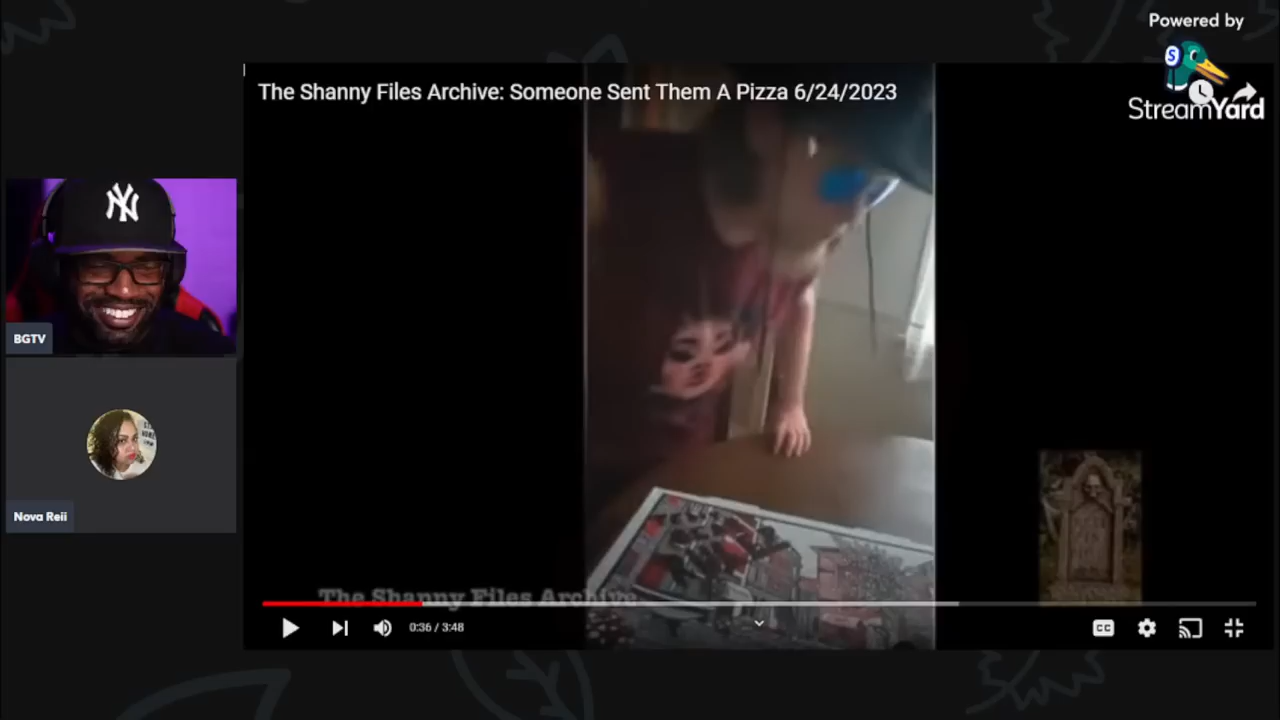 Powered by
S
StreamYard
The Shanny Files Archive: Someone Sent Them A Pizza 6/24/2023
NY
BGTV
Nova Reii
The Shanny Files Archive
0:36 / 3:48
CC